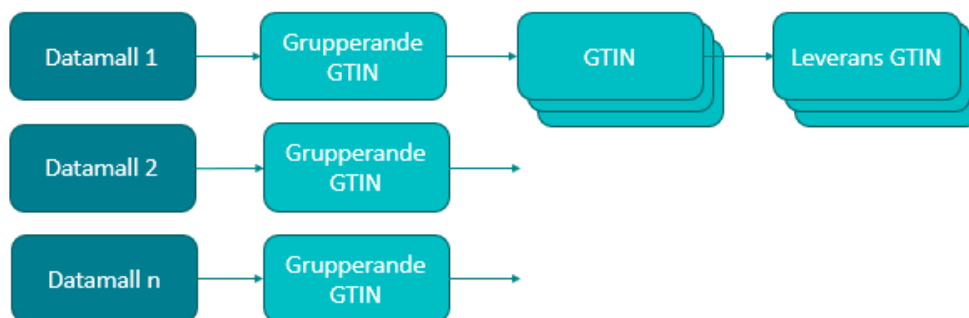 Datamall 1
Grupperande
GTIN
GTIN
Leverans GTIN
Datamall 2
Grupperande
GTIN
Datamall n
Grupperande
GTIN